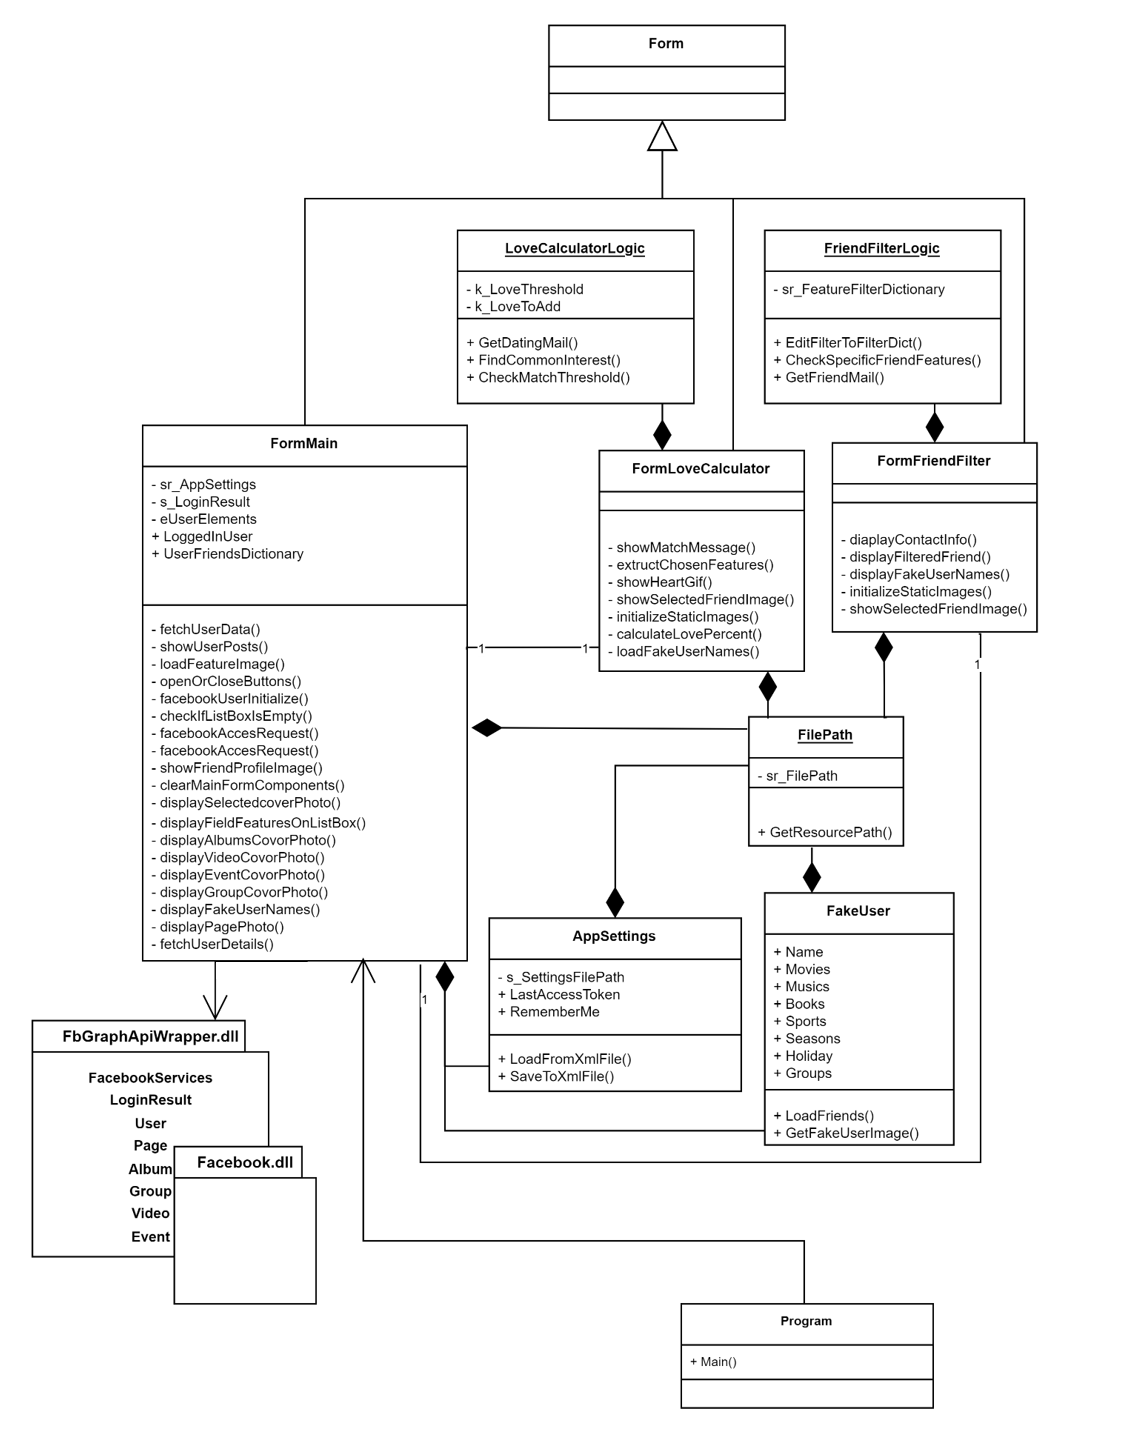 Form
LoveCalculatorLogic
- k_LoveThreshold
- k_LoveToAdd
+ GetDatingMail()
+ FindCommonInterest()
+ CheckMatchThreshold()
FriendFilterLogic
- sr_FeatureFilterDictionary
+ EditFilterToFilterDict()
+ CheckSpecificFriendFeatures()
+ GetFriendMail()
FormMain
- sr_AppSettings
- s_LoginResult
- eUserElements
+ LoggedInUser
+ UserFriendsDictionary
- fetchUserData()
- showUserPosts()
- loadFeatureImage()
- openOrCloseButtons()
- facebookUserInitialize()
- checkIfListBoxIsEmpty()
- facebookAccesRequest()
- facebookAccesRequest()
- showFriendProfileImage()
- clearMainFormComponents()
- displaySelectedcoverPhoto()
- displayFieldFeaturesOnListBox()
- displayAlbumsCovorPhoto()
- displayVideoCovorPhoto()
- displayEventCovorPhoto()
- displayGroupCovorPhoto()
- displayFakeUserNames()
- displayPagePhoto()
- fetchUserDetails()
FormLoveCalculator
- showMatchMessage()
- extructChosenFeatures()
- showHeartGif()
- showSelectedFriendImage()
- initializeStaticImages()
- calculateLovePercent()
- loadFakeUserNames()
FormFriendFilter
- diaplayContactInfo()
- displayFilteredFriend()
- displayFakeUserNames()
- initializeStaticImages()
- showSelectedFriendImage()
1
1
1
FilePath
- sr_FilePath
+ GetResourcePath()
AppSettings
- s_SettingsFilePath
+ LastAccessToken
+ RememberMe
+ LoadFromXmlFile()
+ SaveToXmlFile()
FakeUser
+ Name
+ Movies
+ Musics
+ Books
+ Sports
+ Seasons
+ Holiday
+ Groups
+ LoadFriends()
+ GetFakeUserImage()
1
FbGraphApiWrapper.dll
FacebookServices
LoginResult
User
Page
Album
Group
Video
Event
Facebook.dll
Program
+ Main()